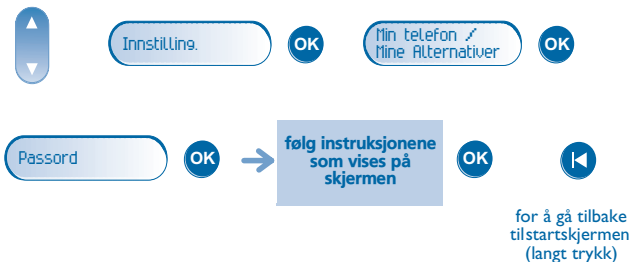 Innstilling.
OK
Min telefon /
Mine Alternativer
OK
Passord
OK
følg instruksjonene
som vises på
skjermen
OK
for å gå tilbake
tilstartskjermen
(langt trykk)